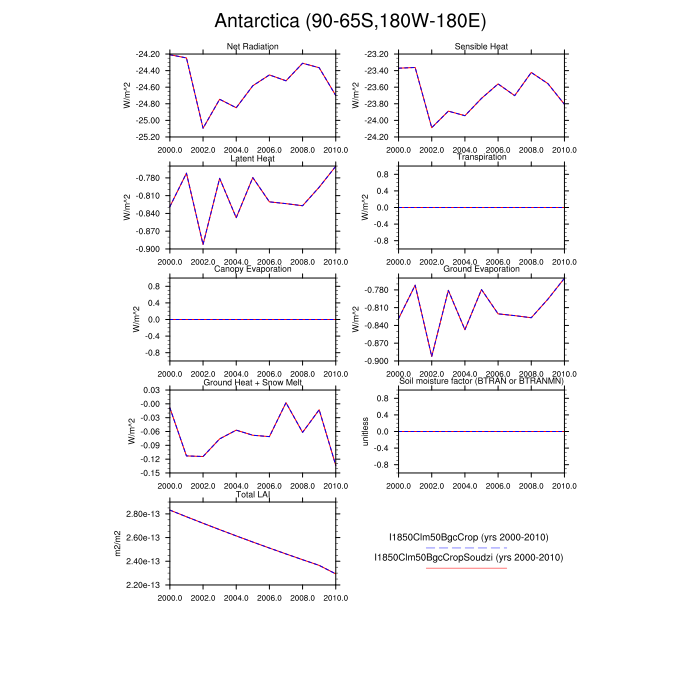 Antarctica (90-65S,180W-180E)
Net Radiation
-24.20
-24.40
-24.60
-24.80
-25.00
-25.20
W/m^2
2000.0 2002.0 2004.0 2006.0 2008.0 2010.0
Sensible Heat
-23.20
-23.40
-23.60
-23.80
-24.00
-24.20
W/m^2
2000.0 2002.0 2004.0 2006.0 2008.0 2010.0
Latent Heat
-0.780
-0.810
-0.840
-0.870
-0.900
W/m^2
2000.0 2002.0 2004.0 2006.0 2008.0 2010.0
Transpiration
0.8
0.4
0.0
-0.4
-0.8
W/m^2
2000.0 2002.0 2004.0 2006.0 2008.0 2010.0
Canopy Evaporation
0.8
0.4
0.0
-0.4
-0.8
W/m^2
2000.0 2002.0 2004.0 2006.0 2008.0 2010.0
Ground Evaporation
-0.780
-0.810
-0.840
-0.870
-0.900
W/m^2
2000.0 2002.0 2004.0 2006.0 2008.0 2010.0
Ground Heat + Snow Melt
0.03
-0.00
-0.03
-0.06
-0.09
-0.12
-0.15
W/m^2
2000.0 2002.0 2004.0 2006.0 2008.0 2010.0
Soil moisture factor (BTRAN or BTRANMN)
0.8
0.4
0.0
-0.4
-0.8
unitless
2000.0 2002.0 2004.0 2006.0 2008.0 2010.0
Total LAI
2.80e-13
2.60e-13
2.40e-13
2.20e-13
m2/m2
2000.0 2002.0 2004.0 2006.0 2008.0 2010.0
I1850Clm50BgcCrop (yrs 2000-2010)
I1850Clm50BgcCropSoudzi (yrs 2000-2010)